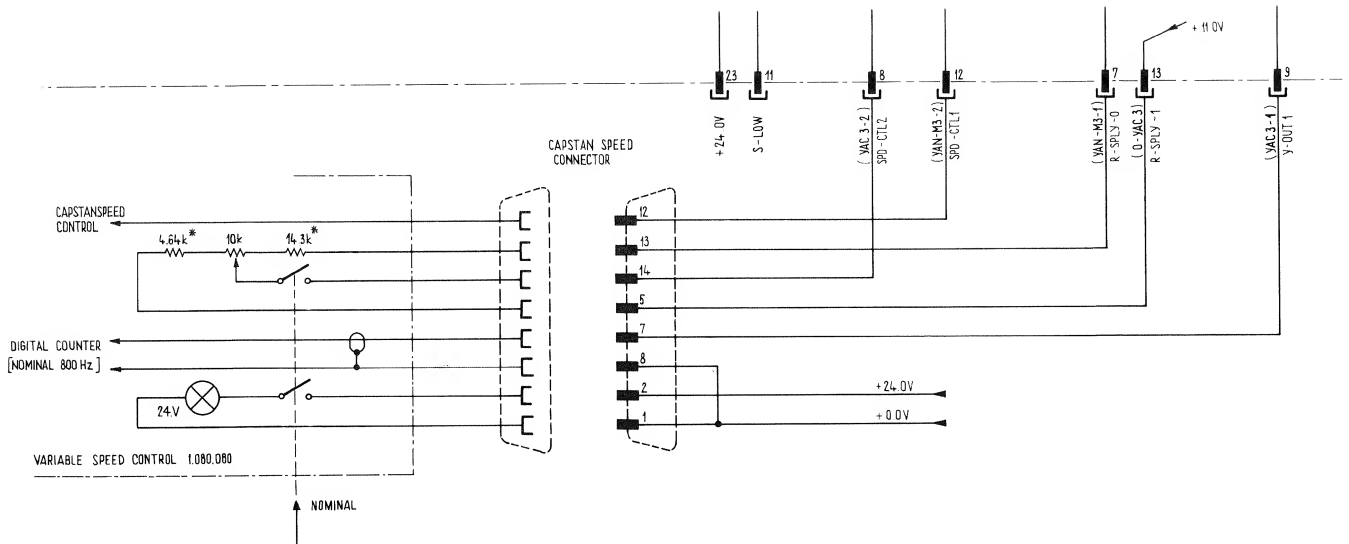 + 11 0V
23
11
8
12
7
13
9
+24 0V
S-LOW
( YAC 3-2 )
SPD -CTL2
(YAN-M3-2)
SPD -CTL1
(YAN-M3-1)
R-SPLY-0
( 0-YAC 3 )
R-SPLY -1
( YAC3-1 )
Y-OUT 1
CAPSTAN SPEED
CONNECTOR
CAPSTANSPEED
CONTROL
12
4.64k*
10k
14 3k*
13
14
5
DIGITAL COUNTER
[NOMINAL 800 Hz ]
7
8
24.V
2
+24.0V
1
+0.0V
VARIABLE SPEED CONTROL 1.080.080
NOMINAL